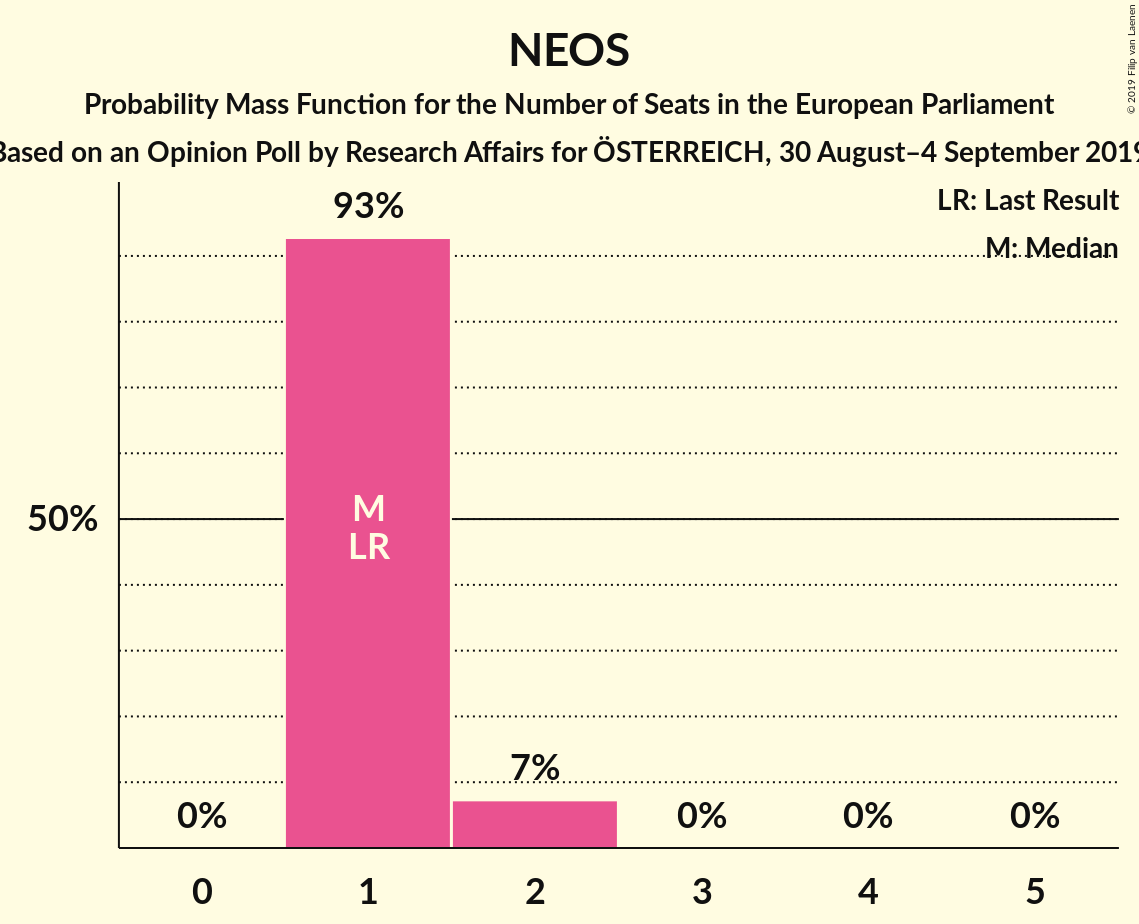 NEOS
Probability Mass Function for the Number of Seats in the European Parliament
Based on an Opinion Poll by Research Affairs for ÖSTERREICH, 30 August–4 September 2019
© 2019 Filip van Laenen
LR: Last Result
M: Median
93%
50%
M
LR
7%
0%
0%
0%
0%
0
1
2
3
4
5